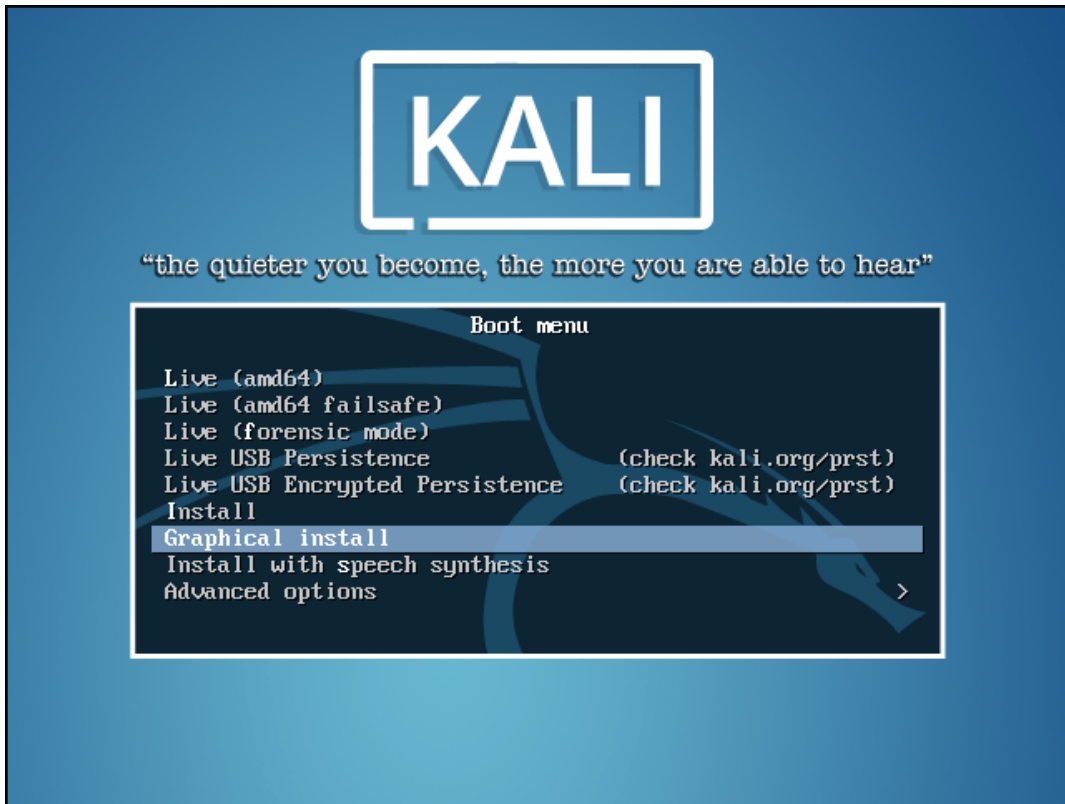 KALI
“the quieter you become, the more you are able to hear”
Boot menu
Live (amd64)
Live (amd64 failsafe)
Live (forensic mode)
Live USB Persistence (check kali.org/prst)
Live USB Encrypted Persistence (check kali.org/prst)
Install
Graphical install
Install with speech synthesis
Advanced options >